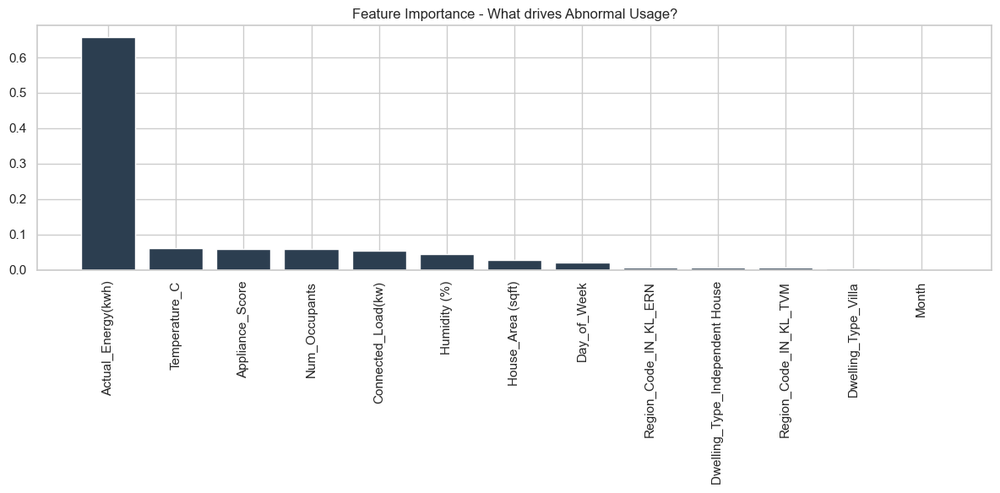 Feature Importance - What drives Abnormal Usage?
0.6
0.5
0.4
0.3
0.2
0.1
0.0
Actual_Energy(kwh)
Temperature_C
Appliance_Score
Num_Occupants
Connected_Load(kw)
Humidity (%)
House_Area (sqft)
Day_of_Week
Region_Code_IN_KL_ERN
Dwelling_Type_Independent House
Region_Code_IN_KL_TVM
Dwelling_Type_Villa
Month